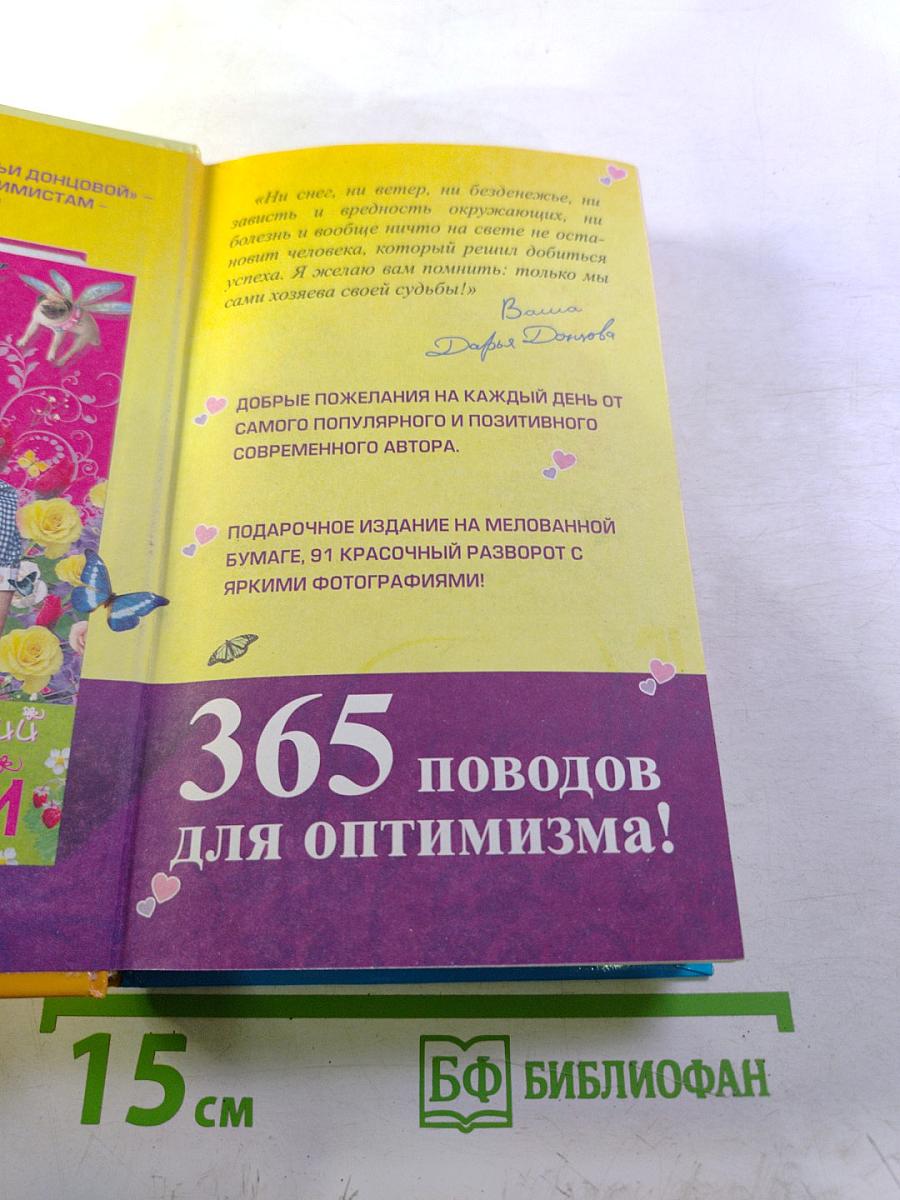 ДОНЦОВОЙ» –
«Ни снег, ни ветер, ни безденежье, ни
зависть и вредность окружающих, ни
болезнь и вообще ничто на свете не оста-
новит человека, который решил добиться
успеха. Я желаю вам помнить: только мы
сами хозяева своей судьбы!»
Ваша
Дарья Донцова
ДОБРЫЕ ПОЖЕЛАНИЯ НА КАЖДЫЙ ДЕНЬ ОТ
САМОГО ПОПУЛЯРНОГО И ПОЗИТИВНОГО
СОВРЕМЕННОГО АВТОРА.
ПОДАРОЧНОЕ ИЗДАНИЕ НА МЕЛОВАННОЙ
БУМАГЕ, 91 КРАСОЧНЫЙ РАЗВОРОТ С
ЯРКИМИ ФОТОГРАФИЯМИ!
365 поводов
для оптимизма!
15 см
БФ БИБЛИОФАН